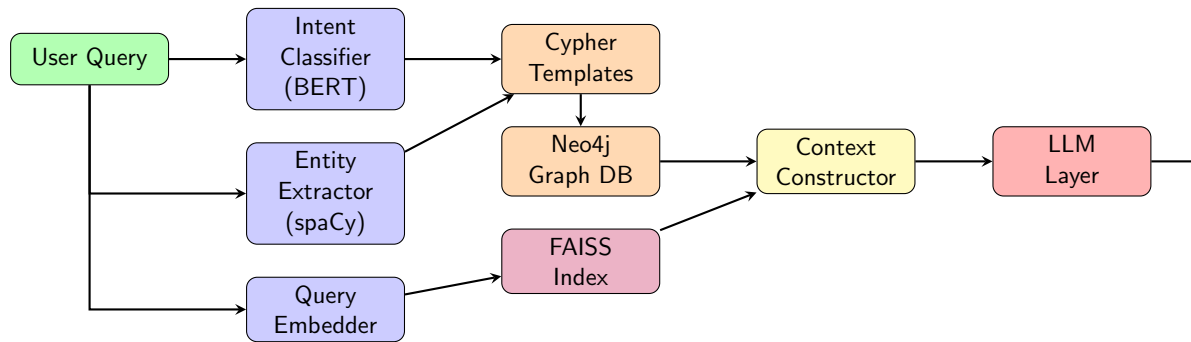 User Query
Intent
Classifier
(BERT)
Cypher
Templates
Entity
Extractor
(spaCy)
Neo4j
Graph DB
Context
Constructor
LLM
Layer
FAISS
Index
Query
Embedder